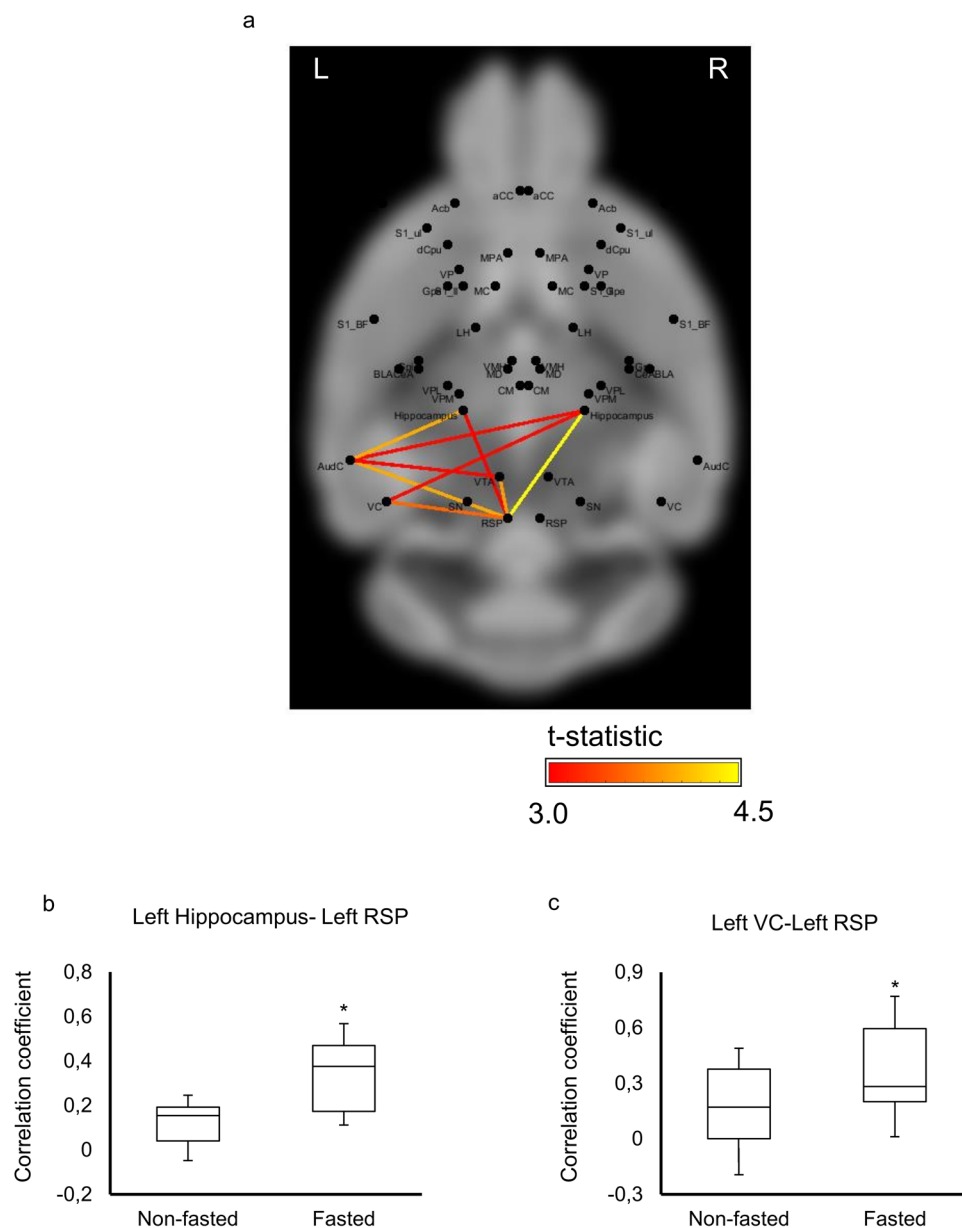 a
L R
aCC aCC
Acb Acb
S1_ul S1_ul
dCpu dCpu
MPA MPA
VP VP
MC MC
S1_BF S1_BF
LH LH
VMH VMH
MD MD
BLA CeA CeA BLA
CM CM
VPL VPL
VPM VPM
Hippocampus Hippocampus
AudC AudC
VTA VTA
VC SN SN VC
RSP RSP
t-statistic
3.0 4.5
b
Left Hippocampus- Left RSP
Correlation coefficient
0,8
0,6
0,4
0,2
0
-0,2
Non-fasted Fasted
*
c
Left VC-Left RSP
Correlation coefficient
0,9
0,6
0,3
0
-0,3
Non-fasted Fasted
*